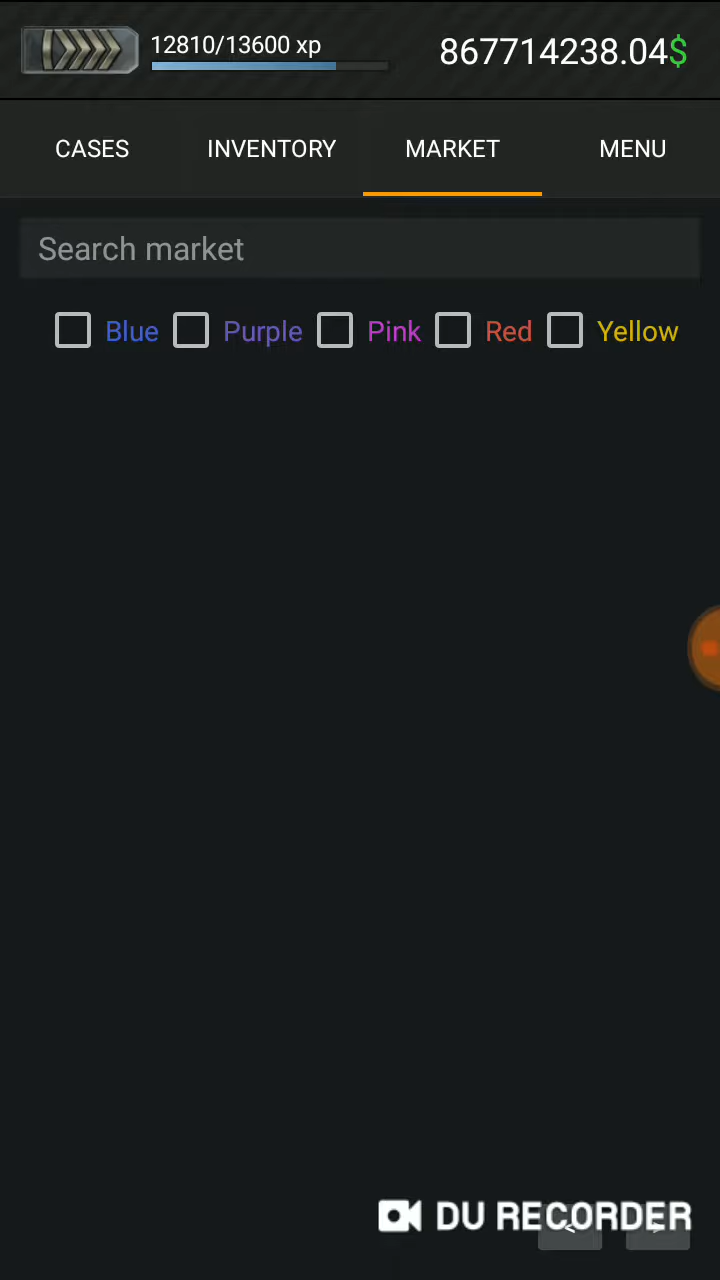 12810/13600 xp
867714238.04$
CASES INVENTORY MARKET MENU
Search market
Blue Purple Pink Red Yellow
DU RECORDER
< >